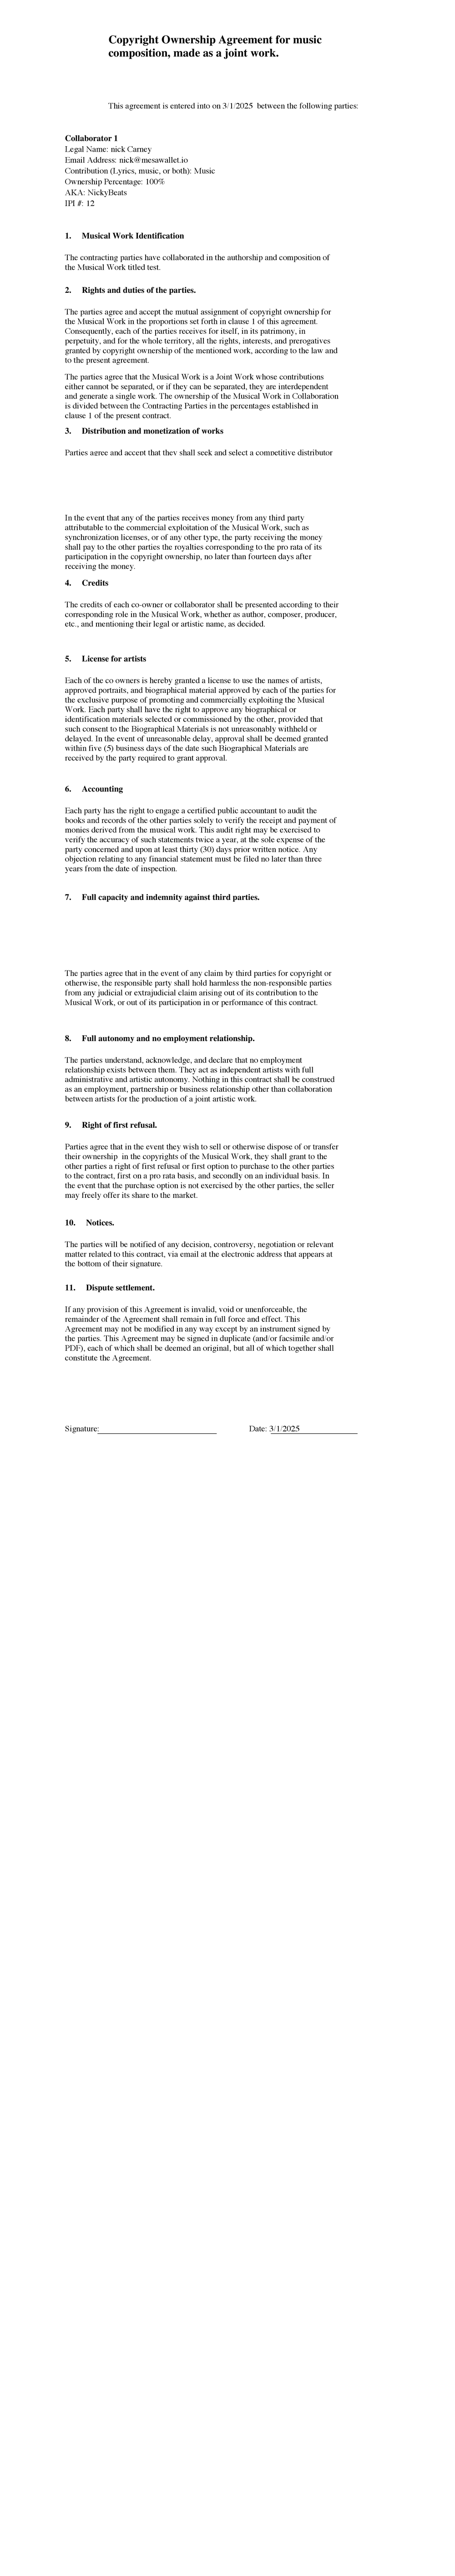 Copyright Ownership Agreement for music
composition, made as a joint work.
This agreement is entered into on 3/1/2025 between the following parties:
Collaborator 1
Legal Name: nick Carney
Email Address: nick@mesawallet.io
Contribution (Lyrics, music, or both): Music
Ownership Percentage: 100%
AKA: NickyBeats
IPI #: 12
1. Musical Work Identification
The contracting parties have collaborated in the authorship and composition of
the Musical Work titled test.
2. Rights and duties of the parties.
The parties agree and accept the mutual assignment of copyright ownership for
the Musical Work in the proportions set forth in clause 1 of this agreement.
Consequently, each of the parties receives for itself, in its patrimony, in
perpetuity, and for the whole territory, all the rights, interests, and prerogatives
granted by copyright ownership of the mentioned work, according to the law and
to the present agreement.
The parties agree that the Musical Work is a Joint Work whose contributions
either cannot be separated, or if they can be separated, they are interdependent
and generate a single work. The ownership of the Musical Work in Collaboration
is divided between the Contracting Parties in the percentages established in
clause 1 of the present contract.
3. Distribution and monetization of works
Parties agree and accept that they shall seek and select a competitive distributor
In the event that any of the parties receives money from any third party
attributable to the commercial exploitation of the Musical Work, such as
synchronization licenses, or of any other type, the party receiving the money
shall pay to the other parties the royalties corresponding to the pro rata of its
participation in the copyright ownership, no later than fourteen days after
receiving the money.
4. Credits
The credits of each co-owner or collaborator shall be presented according to their
corresponding role in the Musical Work, whether as author, composer, producer,
etc., and mentioning their legal or artistic name, as decided.
5. License for artists
Each of the co owners is hereby granted a license to use the names of artists,
approved portraits, and biographical material approved by each of the parties for
the exclusive purpose of promoting and commercially exploiting the Musical
Work. Each party shall have the right to approve any biographical or
identification materials selected or commissioned by the other, provided that
such consent to the Biographical Materials is not unreasonably withheld or
delayed. In the event of unreasonable delay, approval shall be deemed granted
within five (5) business days of the date such Biographical Materials are
received by the party required to grant approval.
6. Accounting
Each party has the right to engage a certified public accountant to audit the
books and records of the other parties solely to verify the receipt and payment of
monies derived from the musical work. This audit right may be exercised to
verify the accuracy of such statements twice a year, at the sole expense of the
party concerned and upon at least thirty (30) days prior written notice. Any
objection relating to any financial statement must be filed no later than three
years from the date of inspection.
7. Full capacity and indemnity against third parties.
The parties agree that in the event of any claim by third parties for copyright or
otherwise, the responsible party shall hold harmless the non-responsible parties
from any judicial or extrajudicial claim arising out of its contribution to the
Musical Work, or out of its participation in or performance of this contract.
8. Full autonomy and no employment relationship.
The parties understand, acknowledge, and declare that no employment
relationship exists between them. They act as independent artists with full
administrative and artistic autonomy. Nothing in this contract shall be construed
as an employment, partnership or business relationship other than collaboration
between artists for the production of a joint artistic work.
9. Right of first refusal.
Parties agree that in the event they wish to sell or otherwise dispose of or transfer
their ownership in the copyrights of the Musical Work, they shall grant to the
other parties a right of first refusal or first option to purchase to the other parties
to the contract, first on a pro rata basis, and secondly on an individual basis. In
the event that the purchase option is not exercised by the other parties, the seller
may freely offer its share to the market.
10. Notices.
The parties will be notified of any decision, controversy, negotiation or relevant
matter related to this contract, via email at the electronic address that appears at
the bottom of their signature.
11. Dispute settlement.
If any provision of this Agreement is invalid, void or unenforceable, the
remainder of the Agreement shall remain in full force and effect. This
Agreement may not be modified in any way except by an instrument signed by
the parties. This Agreement may be signed in duplicate (and/or facsimile and/or
PDF), each of which shall be deemed an original, but all of which together shall
constitute the Agreement.
Signature: Date: 3/1/2025